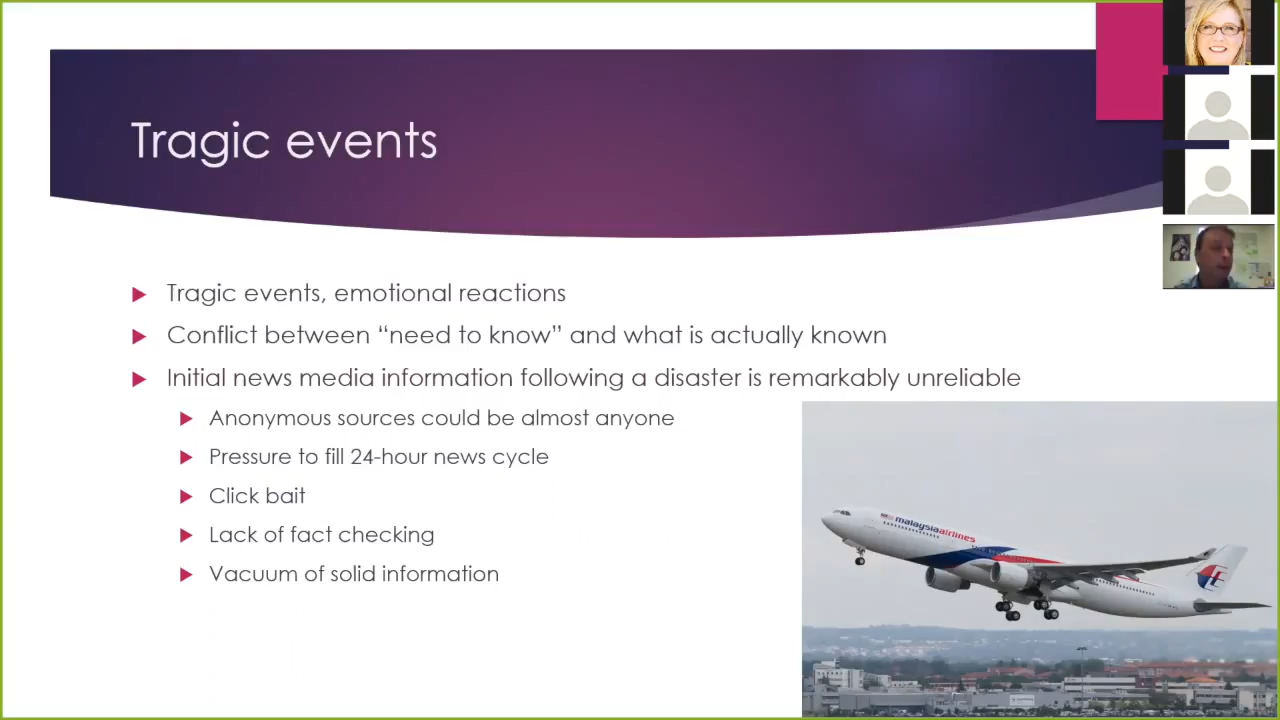 Tragic events
Tragic events, emotional reactions
Conflict between “need to know” and what is actually known
Initial news media information following a disaster is remarkably unreliable
Anonymous sources could be almost anyone
Pressure to fill 24-hour news cycle
Click bait
Lack of fact checking
Vacuum of solid information
malaysiaairlines